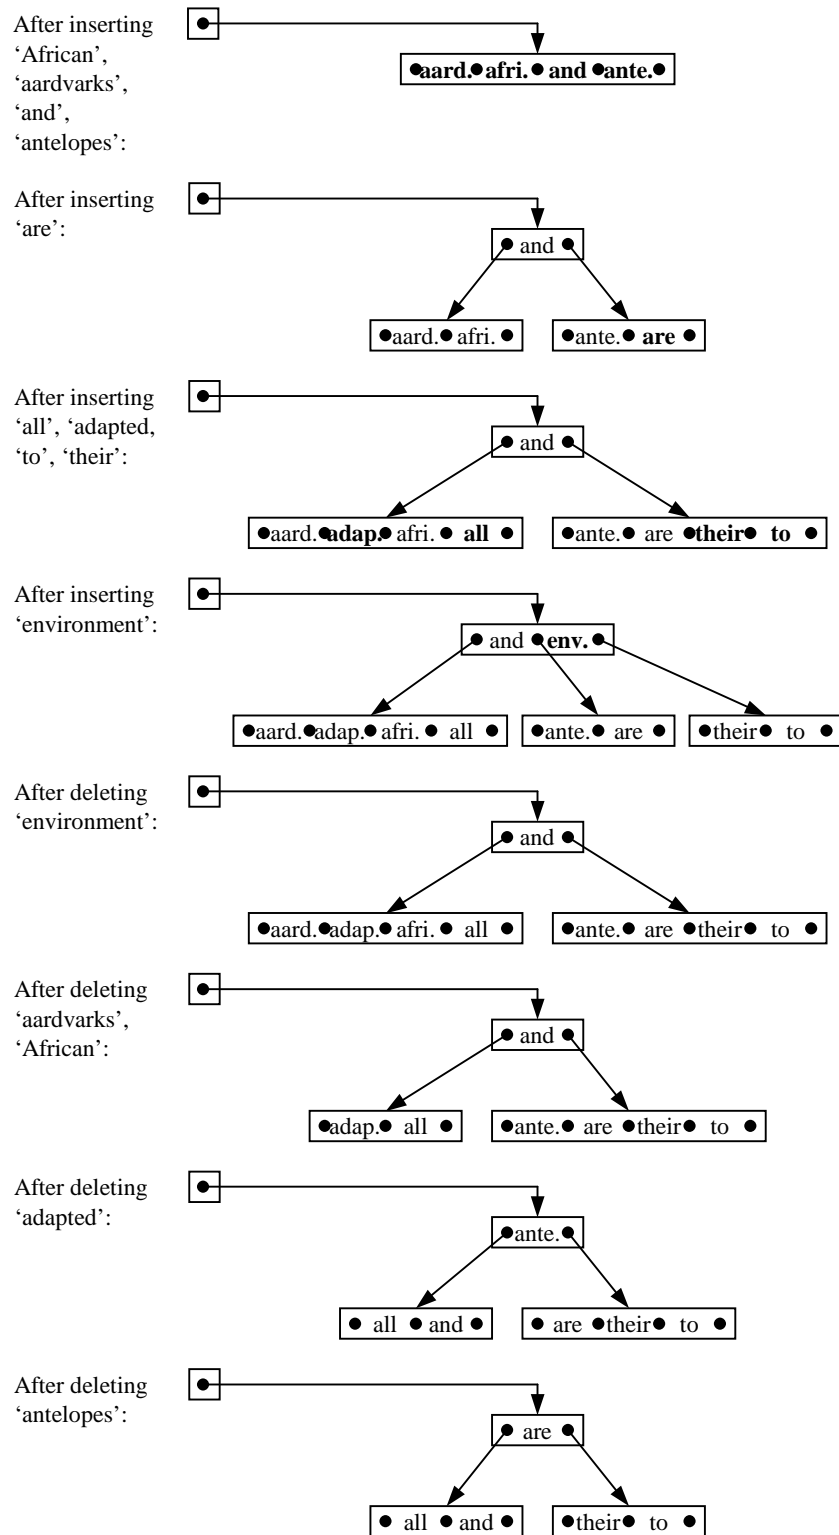 After inserting
‘African’,
‘aardvarks’,
‘and’,
‘antelopes’:
aard. afri. and ante.
After inserting
‘are’:
and
aard. afri. ante. are
After inserting
‘all’, ‘adapted,
‘to’, ‘their’:
and
aard. adap. afri. all ante. are their to
After inserting
‘environment’:
and env.
aard. adap. afri. all ante. are their to
After deleting
‘environment’:
and
aard. adap. afri. all ante. are their to
After deleting
‘aardvarks’,
‘African’:
and
adap. all ante. are their to
After deleting
‘adapted’:
ante.
all and are their to
After deleting
‘antelopes’:
are
all and their to